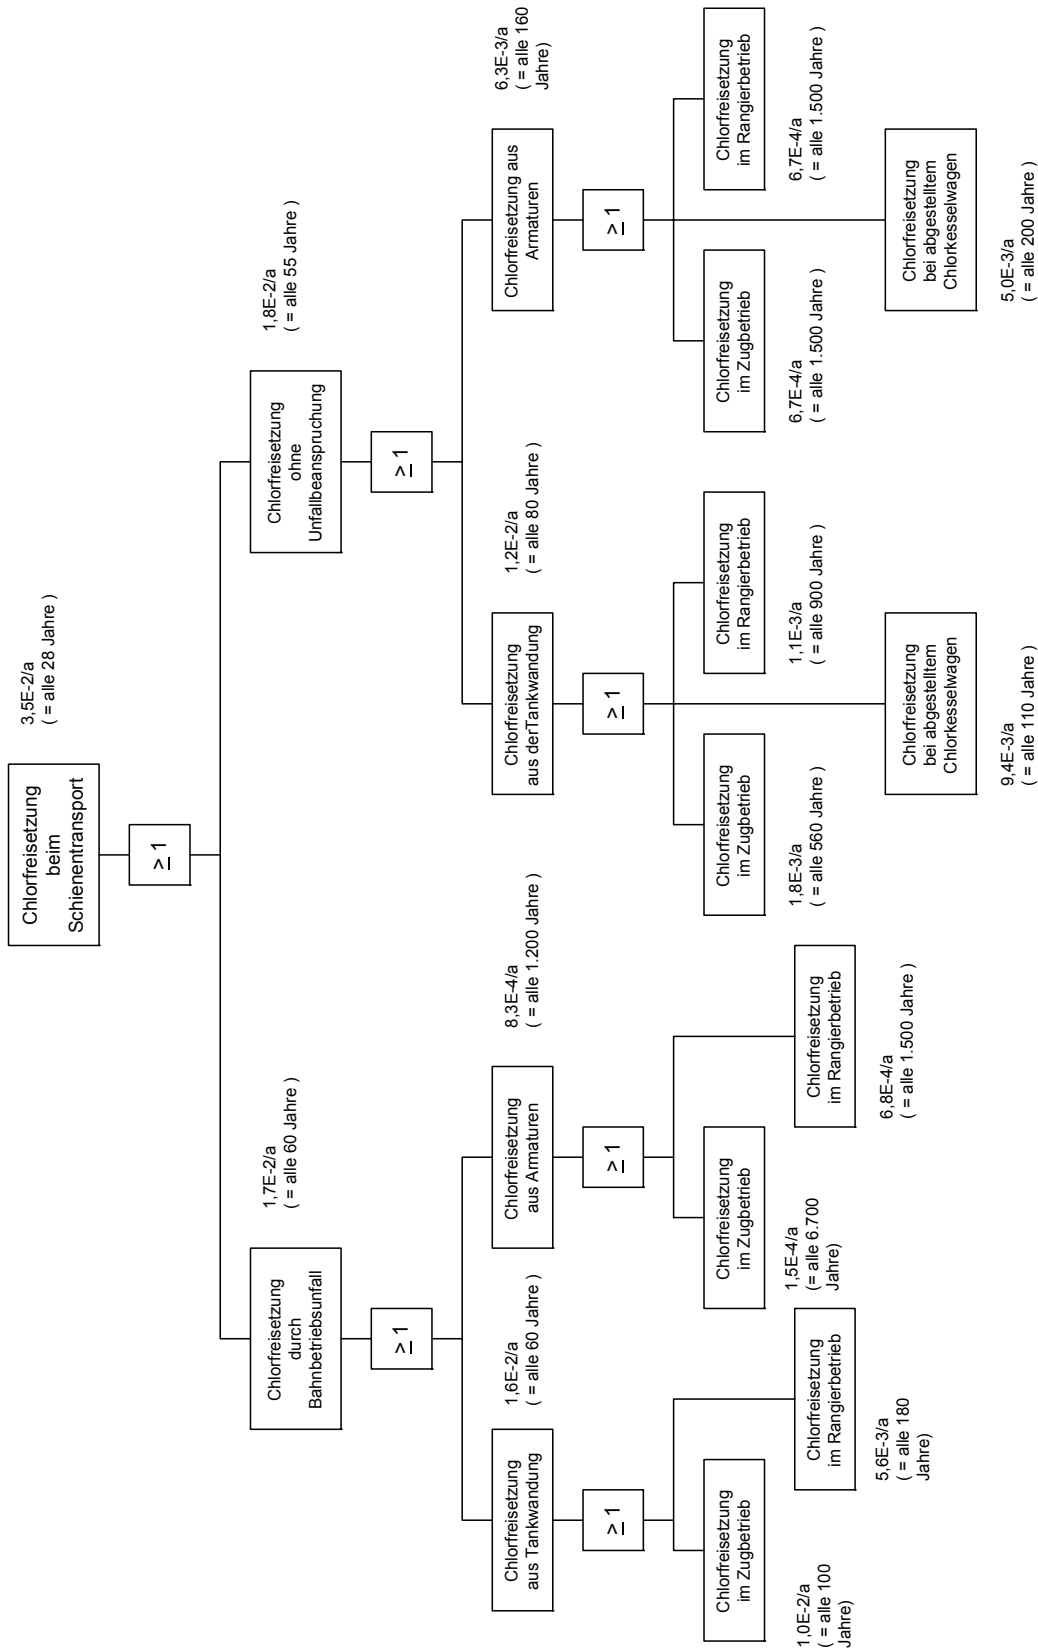 Chlorfreisetzung
beim
Schienentransport
3,5E-2/a
( = alle 28 Jahre )
≥ 1
Chlorfreisetzung
durch
Bahnbetriebsunfall
1,7E-2/a
( = alle 60 Jahre )
≥ 1
Chlorfreisetzung
ohne
Unfallbeanspruchung
1,8E-2/a
( = alle 55 Jahre )
≥ 1
Chlorfreisetzung
aus Tankwandung
1,6E-2/a
( = alle 60 Jahre )
≥ 1
Chlorfreisetzung
aus Armaturen
8,3E-4/a
( = alle 1.200 Jahre )
≥ 1
Chlorfreisetzung
aus derTankwandung
1,2E-2/a
( = alle 80 Jahre )
≥ 1
Chlorfreisetzung aus
Armaturen
6,3E-3/a
( = alle 160
Jahre)
≥ 1
Chlorfreisetzung
im Zugbetrieb
1,0E-2/a
( = alle 100
Jahre)
Chlorfreisetzung
im Rangierbetrieb
5,6E-3/a
( = alle 180
Jahre)
Chlorfreisetzung
im Zugbetrieb
1,5E-4/a
(= alle 6.700
Jahre)
Chlorfreisetzung
im Rangierbetrieb
6,8E-4/a
( = alle 1.500 Jahre )
Chlorfreisetzung
im Zugbetrieb
1,8E-3/a
( = alle 560 Jahre )
Chlorfreisetzung
im Rangierbetrieb
1,1E-3/a
( = alle 900 Jahre )
Chlorfreisetzung
bei abgestelltem
Chlorkesselwagen
9,4E-3/a
( = alle 110 Jahre )
Chlorfreisetzung
im Zugbetrieb
6,7E-4/a
( = alle 1.500 Jahre )
Chlorfreisetzung
im Rangierbetrieb
6,7E-4/a
( = alle 1.500 Jahre )
Chlorfreisetzung
bei abgestelltem
Chlorkesselwagen
5,0E-3/a
( = alle 200 Jahre )